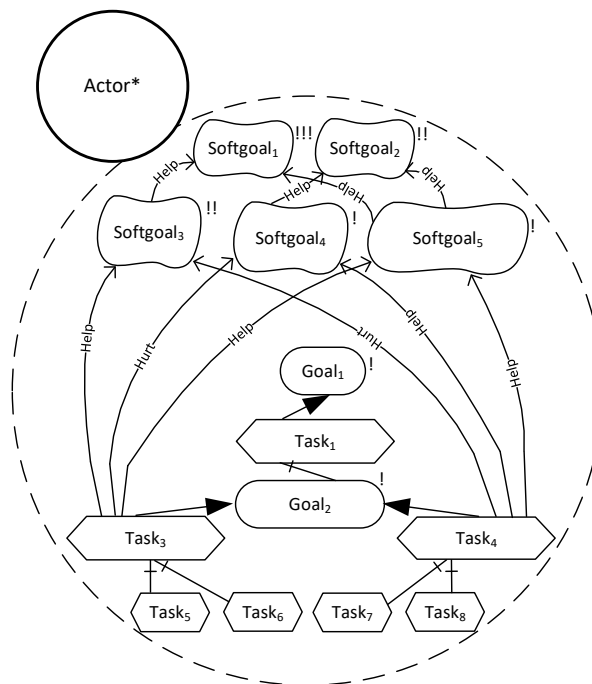 Actor*
Softgoal₁ !!!
Softgoal₂ !!
Help
Help
Help
Help
Softgoal₃ !!
Softgoal₄ !
Softgoal₅ !
Help
Hurt
Help
Hurt
Help
Help
Goal₁ !
Task₁
Goal₂ !
Task₃
Task₄
Task₅
Task₆
Task₇
Task₈